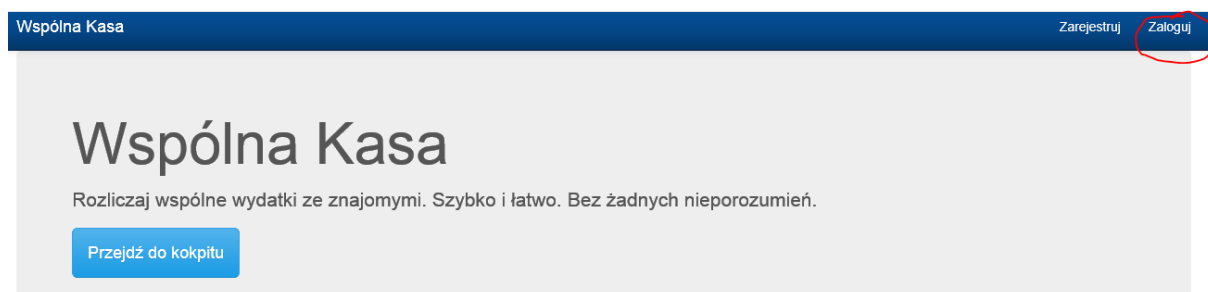 Wspólna Kasa Zarejestruj Zaloguj
Wspólna Kasa
Rozliczaj wspólne wydatki ze znajomymi. Szybko i łatwo. Bez żadnych nieporozumień.
Przejdź do kokpitu